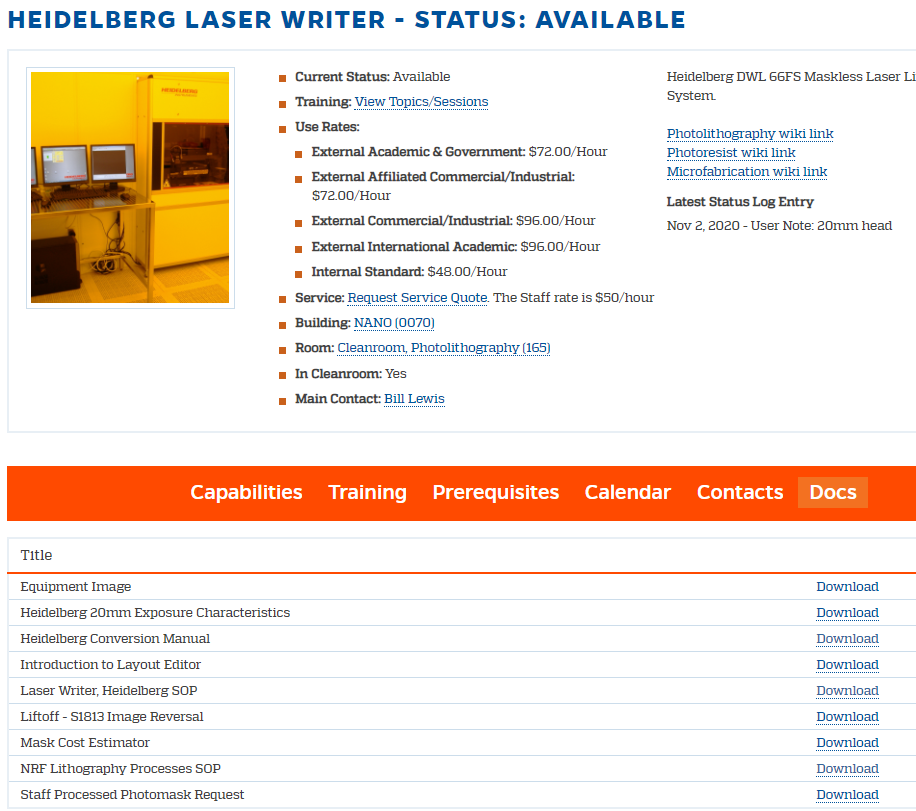 HEIDELBERG LASER WRITER - STATUS: AVAILABLE
HEIDELBERG
Current Status: Available
Training: View Topics/Sessions
Use Rates:
External Academic & Government: $72.00/Hour
External Affiliated Commercial/Industrial:
$72.00/Hour
External Commercial/Industrial: $96.00/Hour
External International Academic: $96.00/Hour
Internal Standard: $48.00/Hour
Service: Request Service Quote. The Staff rate is $50/hour
Building: NANO (0070)
Room: Cleanroom, Photolithography (165)
In Cleanroom: Yes
Main Contact: Bill Lewis
Heidelberg DWL 66FS Maskless Laser Li
System.
Photolithography wiki link
Photoresist wiki link
Microfabrication wiki link
Latest Status Log Entry
Nov 2, 2020 - User Note: 20mm head
Capabilities Training Prerequisites Calendar Contacts Docs
Title
Equipment Image Download
Heidelberg 20mm Exposure Characteristics Download
Heidelberg Conversion Manual Download
Introduction to Layout Editor Download
Laser Writer, Heidelberg SOP Download
Liftoff - S1813 Image Reversal Download
Mask Cost Estimator Download
NRF Lithography Processes SOP Download
Staff Processed Photomask Request Download